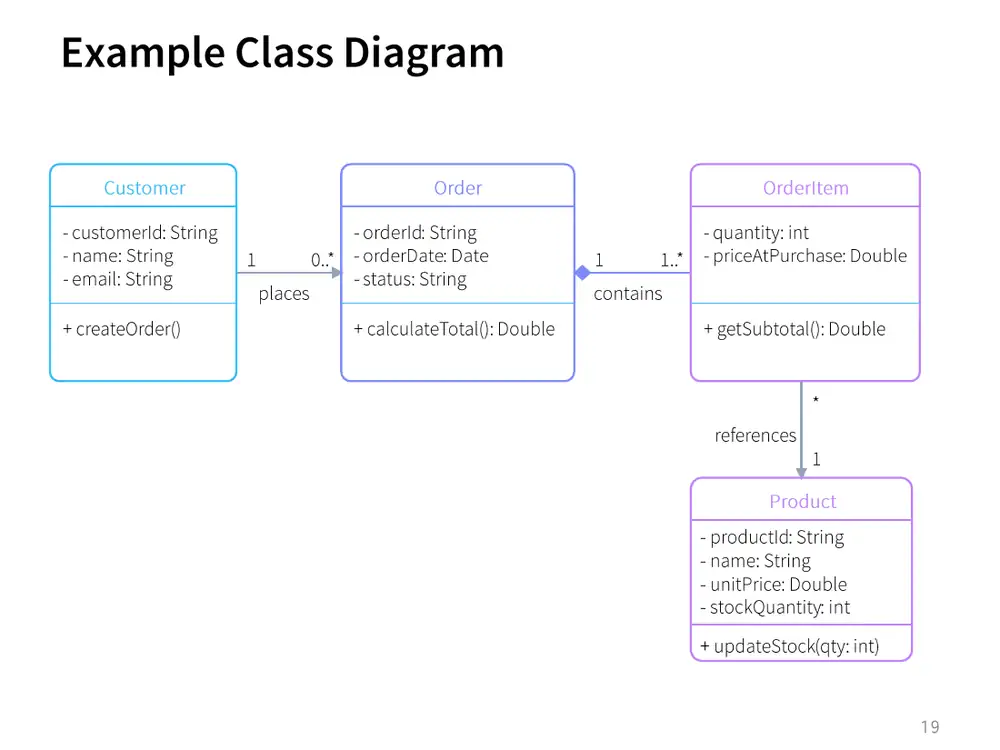 Example Class Diagram
Customer
- customerId: String
- name: String
- email: String
+ createOrder()
1
0..*
places
Order
- orderId: String
- orderDate: Date
- status: String
+ calculateTotal(): Double
1
1..*
contains
OrderItem
- quantity: int
- priceAtPurchase: Double
+ getSubtotal(): Double
*
references
1
Product
- productId: String
- name: String
- unitPrice: Double
- stockQuantity: int
+ updateStock(qty: int)
19